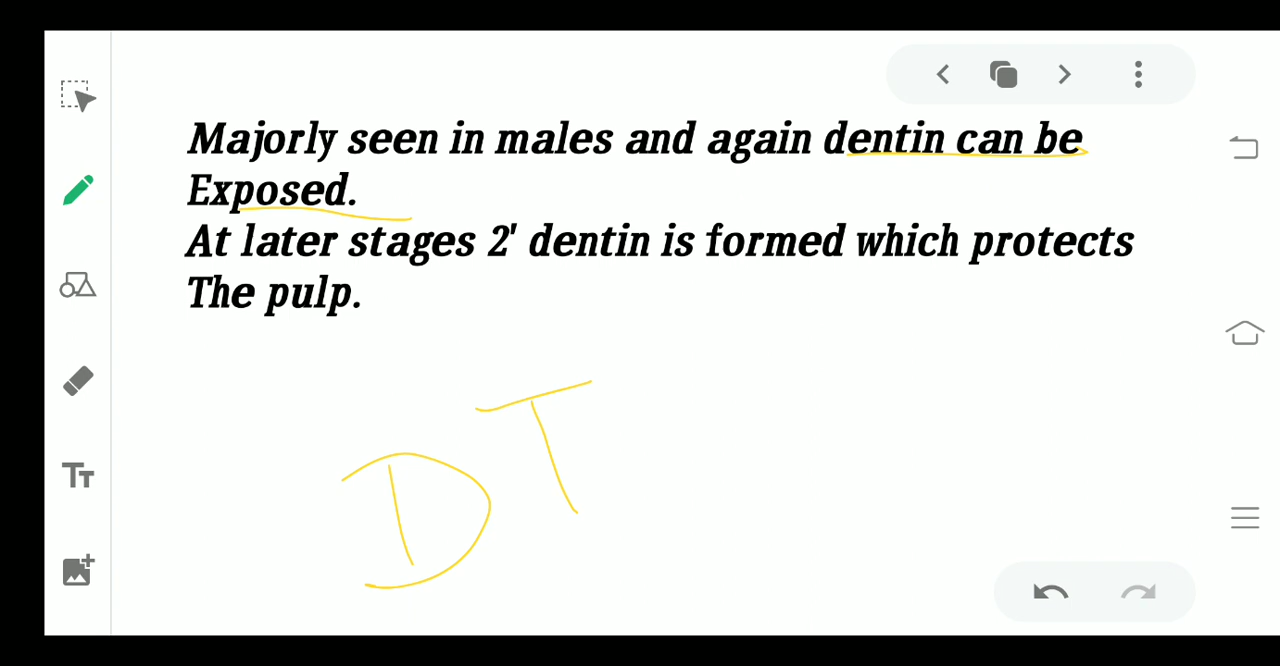 Majorly seen in males and again dentin can be
Exposed.
At later stages 2' dentin is formed which protects
The pulp.
DT
TT